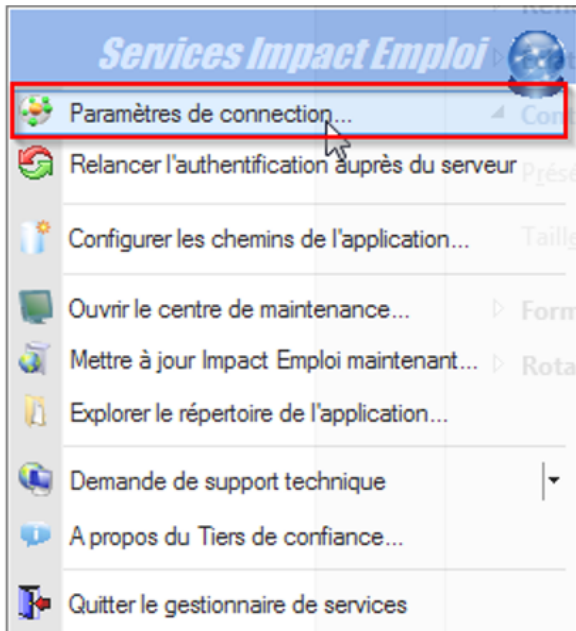 Services Impact Emploi
Paramètres de connection...
Relancer l'authentification auprès du serveur
Configurer les chemins de l'application...
Ouvrir le centre de maintenance...
Mettre à jour Impact Emploi maintenant...
Explorer le répertoire de l'application...
Demande de support technique
A propos du Tiers de confiance...
Quitter le gestionnaire de services